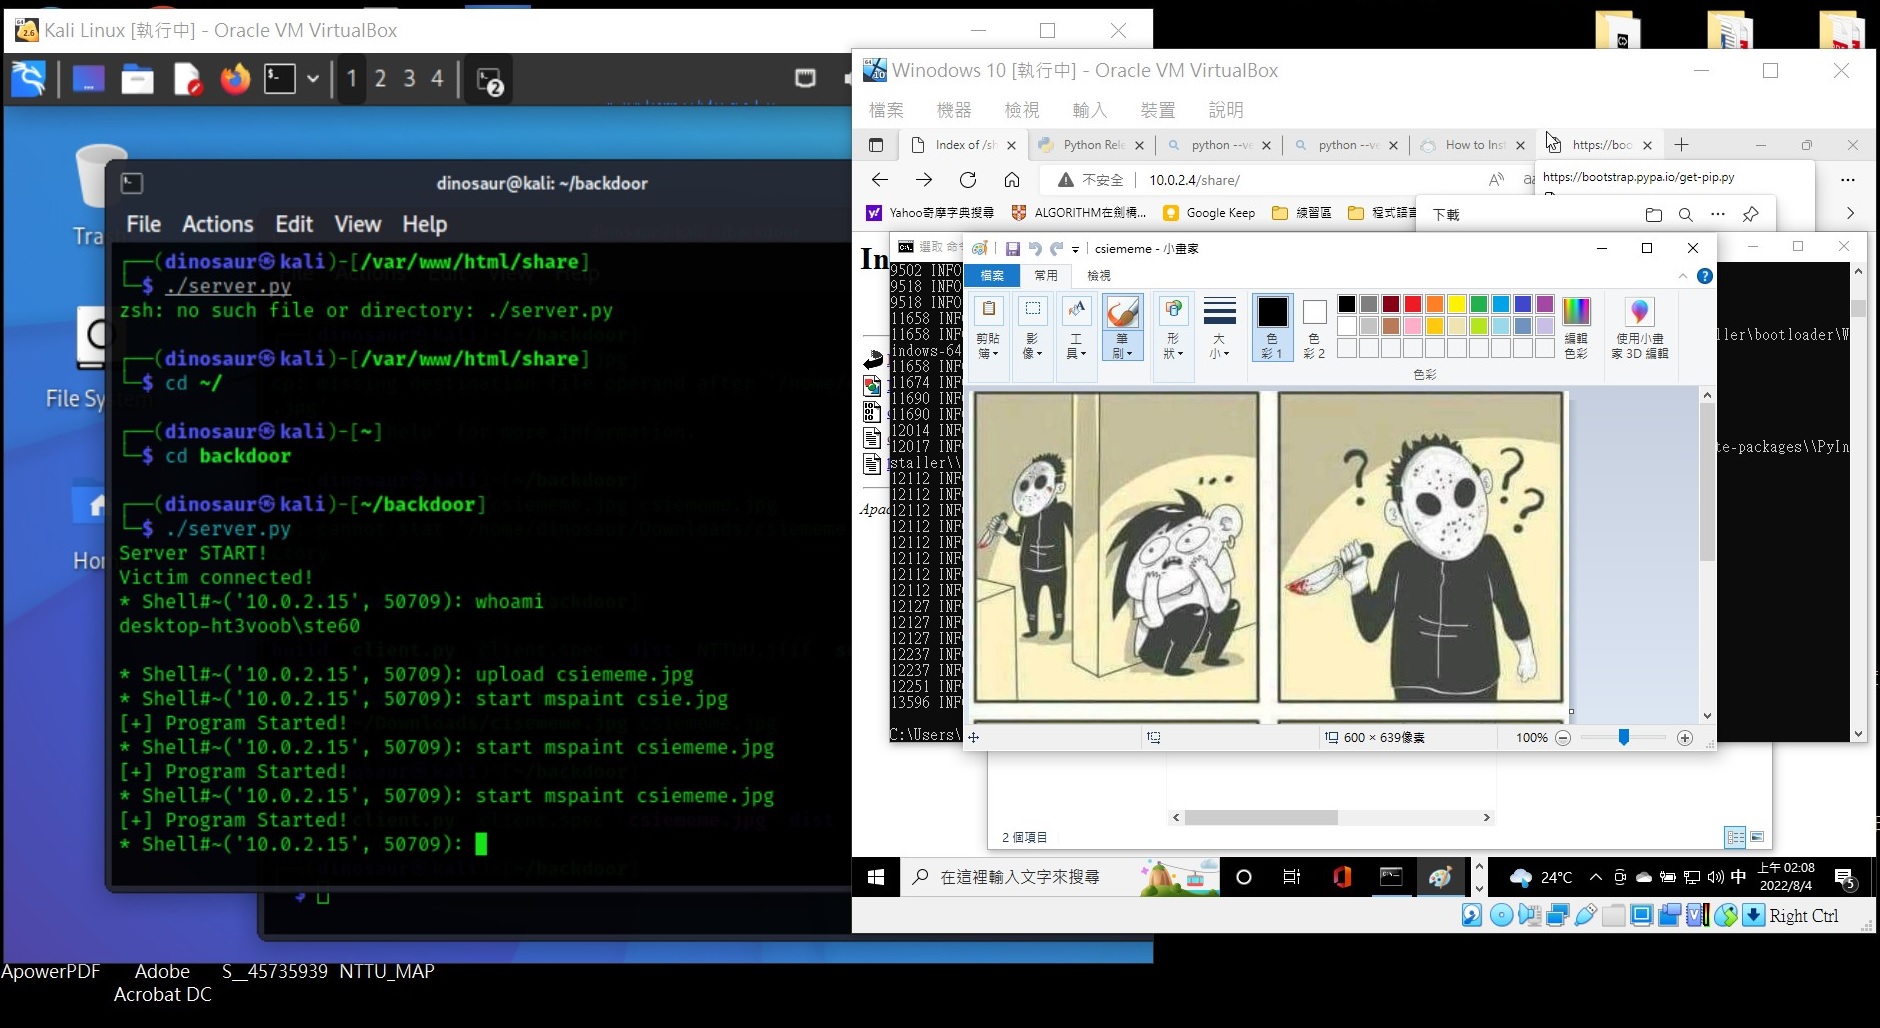 Kali Linux [執行中] - Oracle VM VirtualBox
1 2 3 4
2
File System
Home
dinosaur@kali: ~/backdoor
File Actions Edit View Help
┌──(dinosaur㉿kali)-[/var/www/html/share]
└─$ ./server.py
zsh: no such file or directory: ./server.py
┌──(dinosaur㉿kali)-[/var/www/html/share]
└─$ cd ~/
┌──(dinosaur㉿kali)-[~]
└─$ cd backdoor
┌──(dinosaur㉿kali)-[~/backdoor]
└─$ ./server.py
Server START!
Victim connected!
* Shell#~('10.0.2.15', 50709): whoami
desktop-ht3voob\ste60
* Shell#~('10.0.2.15', 50709): upload csiememe.jpg
* Shell#~('10.0.2.15', 50709): start mspaint csie.jpg
[+] Program Started!
* Shell#~('10.0.2.15', 50709): start mspaint csiememe.jpg
[+] Program Started!
* Shell#~('10.0.2.15', 50709): start mspaint csiememe.jpg
[+] Program Started!
* Shell#~('10.0.2.15', 50709):
$
ApowerPDF Adobe Acrobat DC S__45735939 NTTU_MAP
Winodows 10 [執行中] - Oracle VM VirtualBox
檔案 機器 檢視 輸入 裝置 說明
Index of /sh Python Rele python --ve python --ve How to Inst https://boo
不安全 10.0.2.4/share/
https://bootstrap.pypa.io/get-pip.py
Yahoo奇摩字典搜尋 ALGORITHM在劍橋... Google Keep 練習區 程式語言
下載
In
Apac
選取 命
9502 INFO
9518 INFO
9518 INFO
11658 INF
11658 INF ller\bootloader\W
indows-64
11658 INF
11674 INF
11690 INF
11690 INF
12014 INF
12017 INF te-packages\\PyIn
staller\\
12112 INF
12112 INF
12112 INF
12112 INF
12112 INF
12112 INF
12112 INF
12127 INF
12127 INF
12127 INF
12237 INF
12237 INF
12251 INF
13596 INF
C:\Users\
csiememe - 小畫家
檔案 常用 檢視
剪貼簿 影像 工具 筆刷 形狀 大小 色彩 1 色彩 2 編輯色彩 使用小畫家 3D 編輯
色彩
...
? ? ?
600 × 639像素 100%
2 個項目
在這裡輸入文字來搜尋
24°C 中 上午 02:08
2022/8/4
5
Right Ctrl